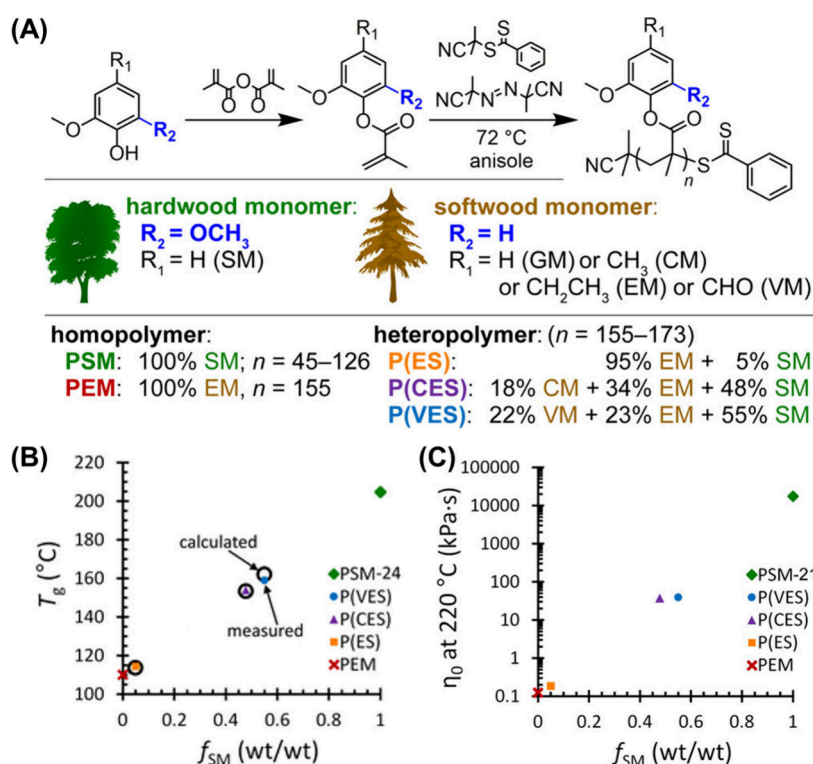 (A)
R1
R2
O
OH
O O
O
R1
O
R2
O
O
NC S
S
NC N=N CN
72 °C
anisole
R1
O
R2
O
O
NC
n
S
S
hardwood monomer:
R2 = OCH3
R1 = H (SM)
softwood monomer:
R2 = H
R1 = H (GM) or CH3 (CM)
or CH2CH3 (EM) or CHO (VM)
homopolymer:
PSM: 100% SM; n = 45–126
PEM: 100% EM, n = 155
heteropolymer: (n = 155–173)
P(ES): 95% EM + 5% SM
P(CES): 18% CM + 34% EM + 48% SM
P(VES): 22% VM + 23% EM + 55% SM
(B)
Tg (°C)
220
200
180
160
140
120
100
calculated
measured
PSM-24
P(VES)
P(CES)
P(ES)
PEM
0 0.2 0.4 0.6 0.8 1
fSM (wt/wt)
(C)
η0 at 220 °C (kPa·s)
100000
10000
1000
100
10
1
0.1
PSM-21
P(VES)
P(CES)
P(ES)
PEM
0 0.2 0.4 0.6 0.8 1
fSM (wt/wt)